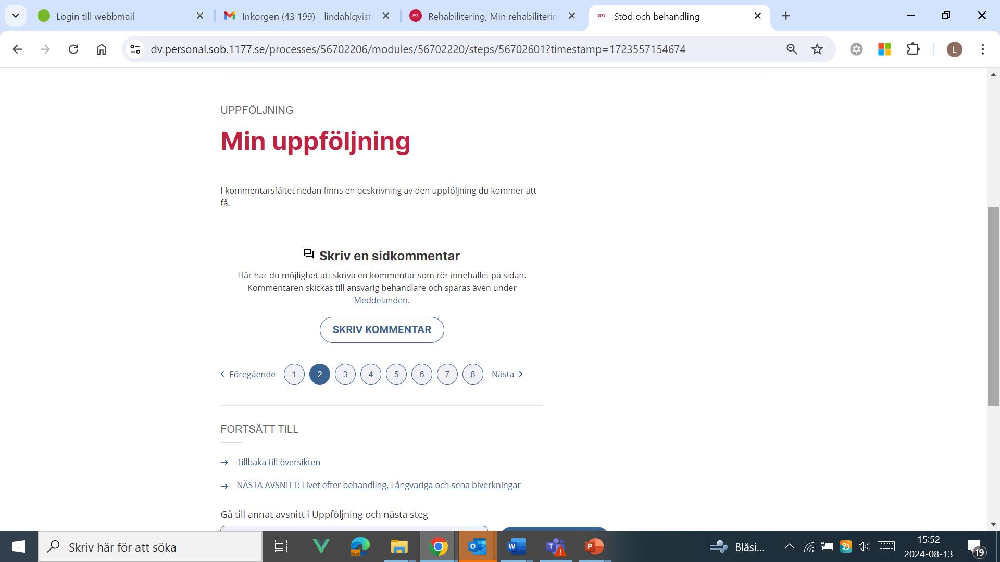 Login till webbmail
Inkorgen (43 199) - lindahlqvist
Rehabilitering, Min rehabiliterin
1177
Stöd och behandling
dv.personal.sob.1177.se/processes/56702206/modules/56702220/steps/56702601?timestamp=1723557154674
L
UPPFÖLJNING
Min uppföljning
I kommentarsfältet nedan finns en beskrivning av den uppföljning du kommer att
få.
Skriv en sidkommentar
Här har du möjlighet att skriva en kommentar som rör innehållet på sidan.
Kommentaren skickas till ansvarig behandlare och sparas även under
Meddelanden.
SKRIV KOMMENTAR
Föregående 1 2 3 4 5 6 7 8 Nästa
FORTSÄTT TILL
Tillbaka till översikten
NÄSTA AVSNITT: Livet efter behandling, Långvariga och sena biverkningar
Gå till annat avsnitt i Uppföljning och nästa steg
Skriv här för att söka
Blåsi...
15:52
2024-08-13
19